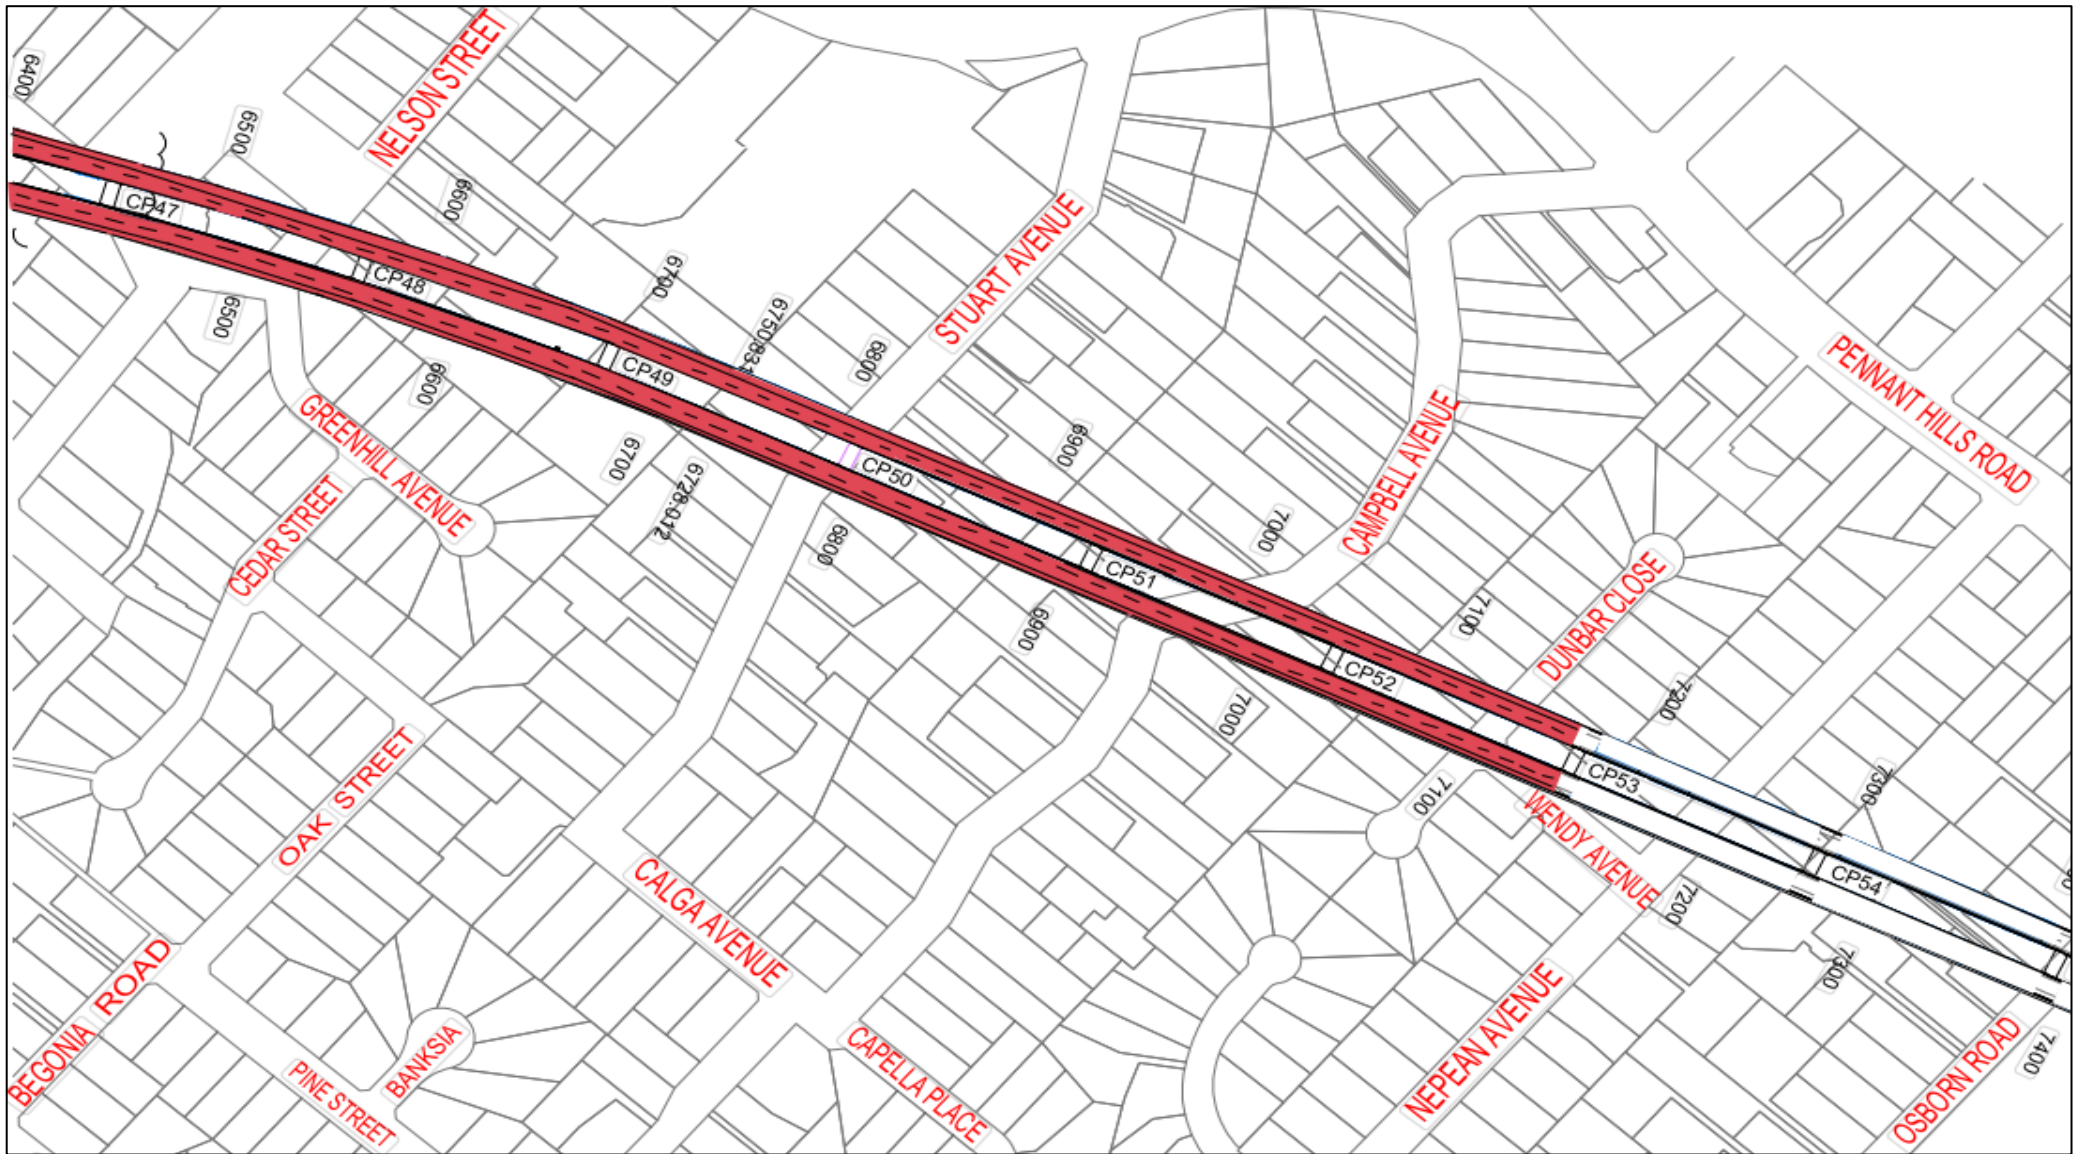 6400
NELSON STREET
6500
6600
CP47
CP48
6700
6750.83
6800
STUART AVENUE
CP49
6500
6600
GREENHILL AVENUE
CEDAR STREET
6700
6728.012
CP50
6800
6900
CAMPBELL AVENUE
7000
PENNANT HILLS ROAD
CP51
6900
7100
DUNBAR CLOSE
CP52
7000
7200
OAK STREET
7100
CP53
WENDY AVENUE
7300
CP54
CALGA AVENUE
7200
7300
BEGONIA ROAD
NEPEAN AVENUE
BANKSIA
PINE STREET
CAPELLA PLACE
OSBORN ROAD
7400